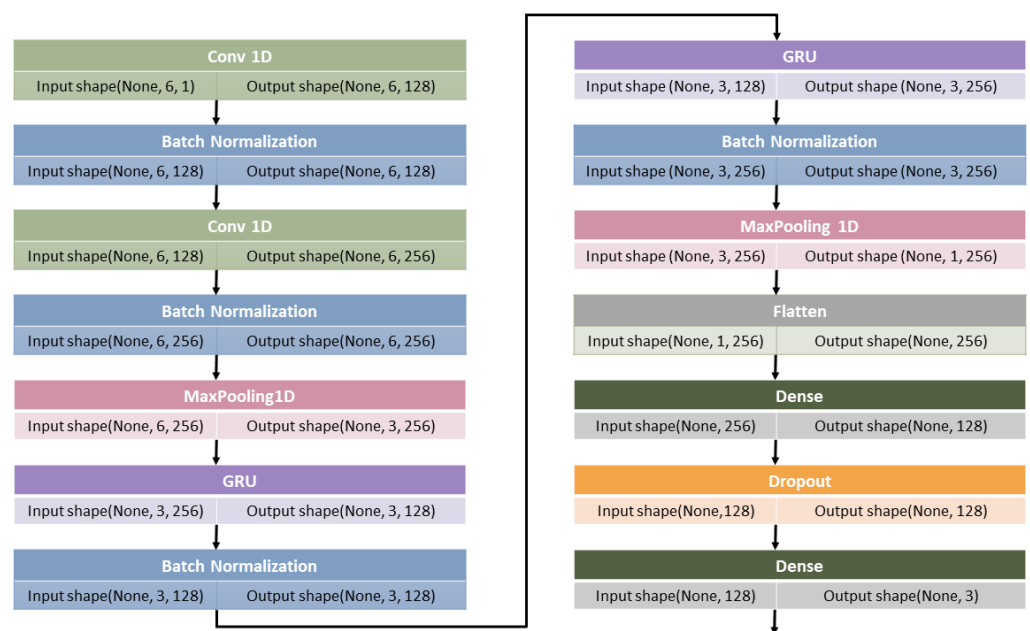 Conv 1D
Input shape(None, 6, 1) Output shape(None, 6, 128)
Batch Normalization
Input shape(None, 6, 128) Output shape(None, 6, 128)
Conv 1D
Input shape(None, 6, 128) Output shape(None, 6, 256)
Batch Normalization
Input shape(None, 6, 256) Output shape(None, 6, 256)
MaxPooling1D
Input shape(None, 6, 256) Output shape(None, 3, 256)
GRU
Input shape(None, 3, 256) Output shape(None, 3, 128)
Batch Normalization
Input shape(None, 3, 128) Output shape(None, 3, 128)
GRU
Input shape (None, 3, 128) Output shape (None, 3, 256)
Batch Normalization
Input shape (None, 3, 256) Output shape (None, 3, 256)
MaxPooling 1D
Input shape (None, 3, 256) Output shape (None, 1, 256)
Flatten
Input shape(None, 1, 256) Output shape(None, 256)
Dense
Input shape(None, 256) Output shape(None, 128)
Dropout
Input shape(None,128) Output shape(None, 128)
Dense
Input shape(None, 128) Output shape(None, 3)